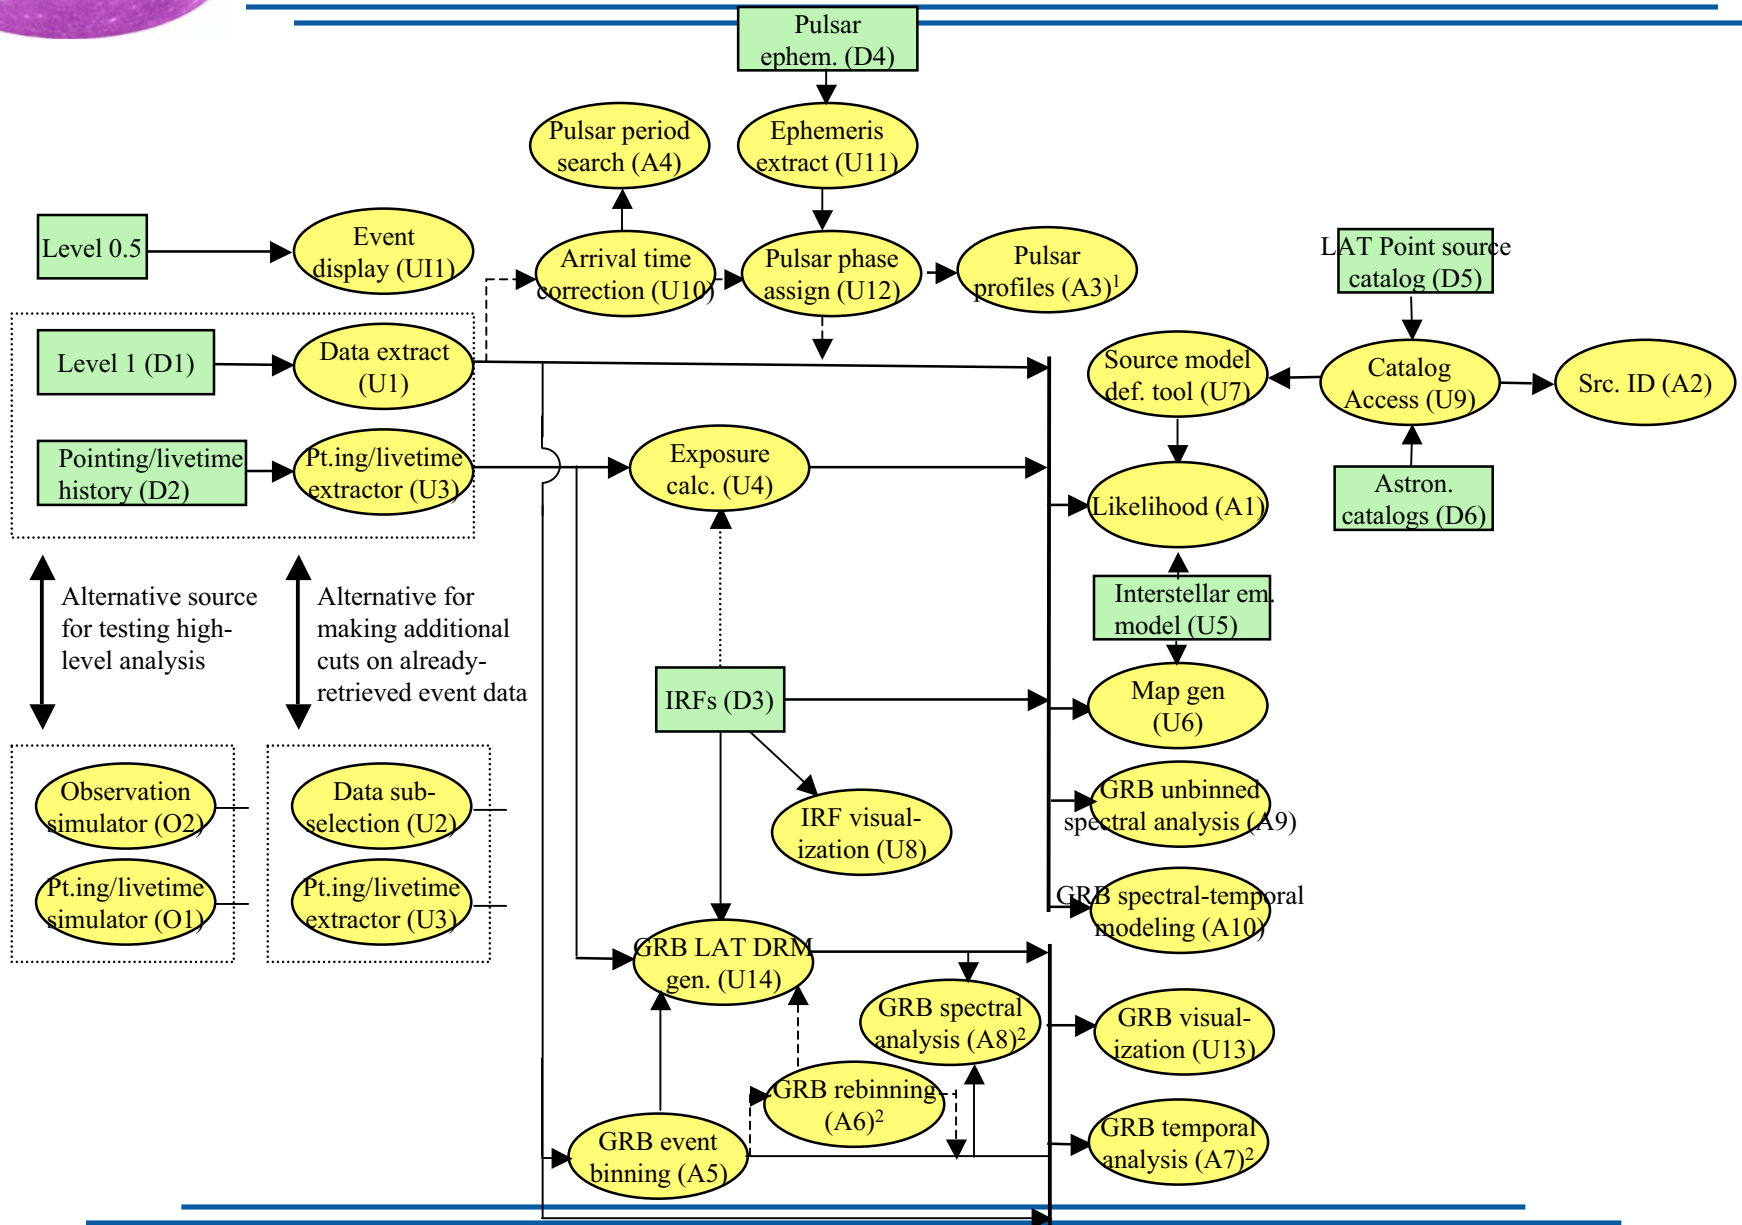 Pulsar
ephem. (D4)
Pulsar period
search (A4)
Ephemeris
extract (U11)
Level 0.5
Event
display (UI1)
Arrival time
correction (U10)
Pulsar phase
assign (U12)
Pulsar
profiles (A3)¹
LAT Point source
catalog (D5)
Level 1 (D1)
Data extract
(U1)
Source model
def. tool (U7)
Catalog
Access (U9)
Src. ID (A2)
Pointing/livetime
history (D2)
Pt.ing/livetime
extractor (U3)
Exposure
calc. (U4)
Likelihood (A1)
Astron.
catalogs (D6)
Alternative source
for testing high-
level analysis
Alternative for
making additional
cuts on already-
retrieved event data
Interstellar em.
model (U5)
IRFs (D3)
Map gen
(U6)
Observation
simulator (O2)
Data sub-
selection (U2)
IRF visual-
ization (U8)
GRB unbinned
spectral analysis (A9)
Pt.ing/livetime
simulator (O1)
Pt.ing/livetime
extractor (U3)
GRB spectral-temporal
modeling (A10)
GRB LAT DRM
gen. (U14)
GRB spectral
analysis (A8)²
GRB visual-
ization (U13)
GRB rebinning
(A6)²
GRB event
binning (A5)
GRB temporal
analysis (A7)²